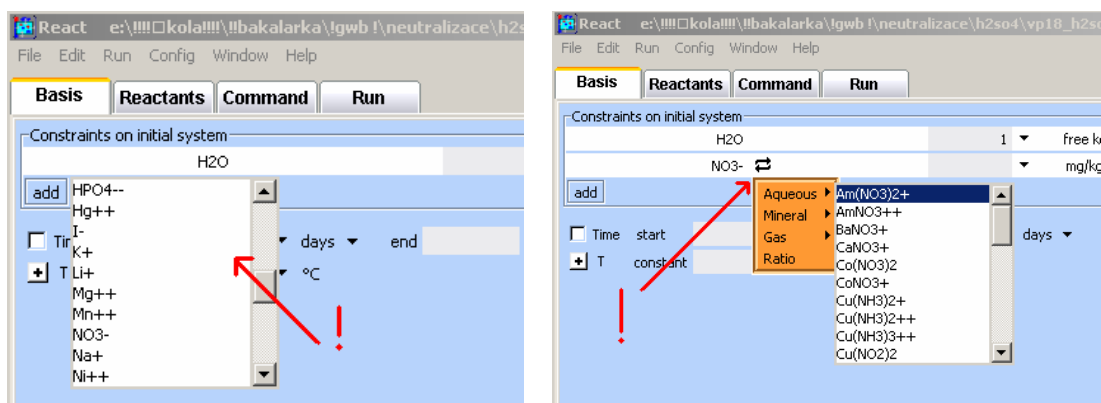 React e:\!!!!□kola!!!!\!!bakalarka\!gwb !\neutralizace\h2s
File Edit Run Config Window Help
Basis Reactants Command Run
Constraints on initial system
H2O
add
HPO4--
Hg++
I-
K+
Li+
Mg++
Mn++
NO3-
Na+
Ni++
Tir days end
T °C
!
React e:\!!!!□kola!!!!\!!bakalarka\!gwb !\neutralizace\h2so4\vp18_h2so
File Edit Run Config Window Help
Basis Reactants Command Run
Constraints on initial system
H2O 1 free k
NO3- mg/kg
add
Aqueous
Mineral
Gas
Ratio
Am(NO3)2+
AmNO3++
BaNO3+
CaNO3+
Co(NO3)2
CoNO3+
Cu(NH3)2+
Cu(NH3)2++
Cu(NH3)3++
Cu(NO2)2
Time start days
+ T constant
!